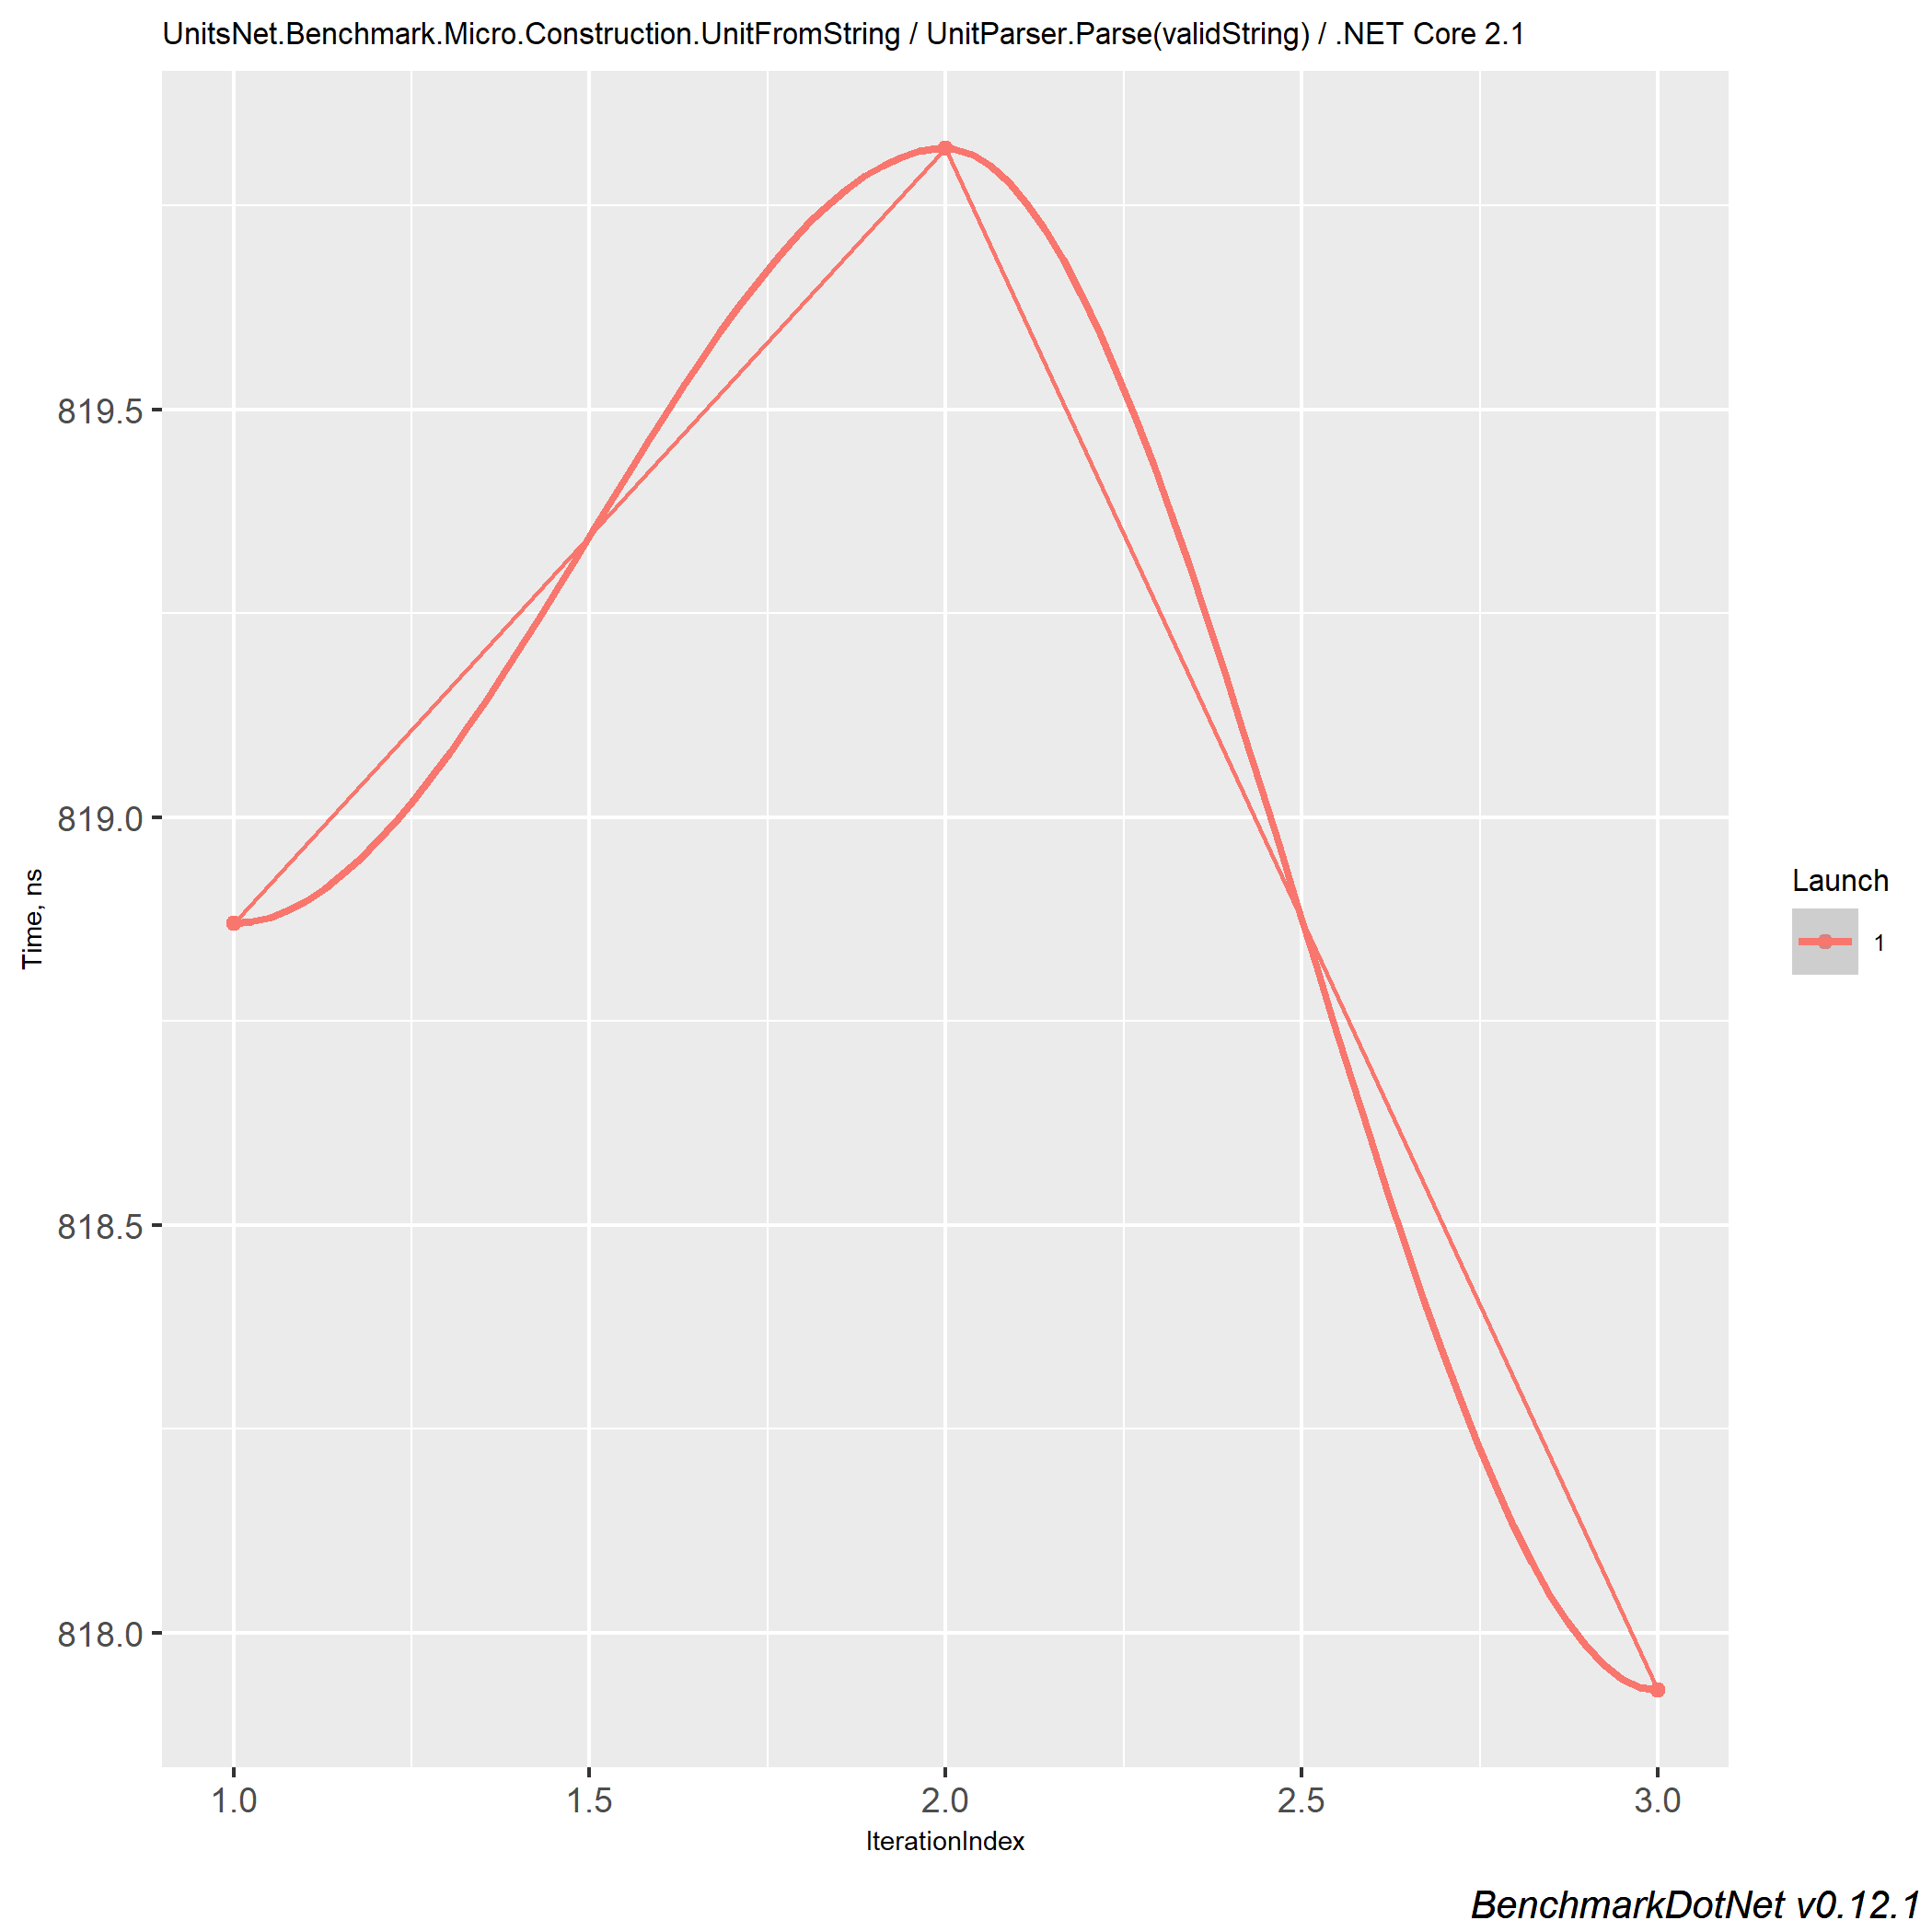 UnitsNet.Benchmark.Micro.Construction.UnitFromString / UnitParser.Parse(validString) / .NET Core 2.1
819.5
819.0
818.5
818.0
Time, ns
1.0 1.5 2.0 2.5 3.0
IterationIndex
Launch
1
BenchmarkDotNet v0.12.1